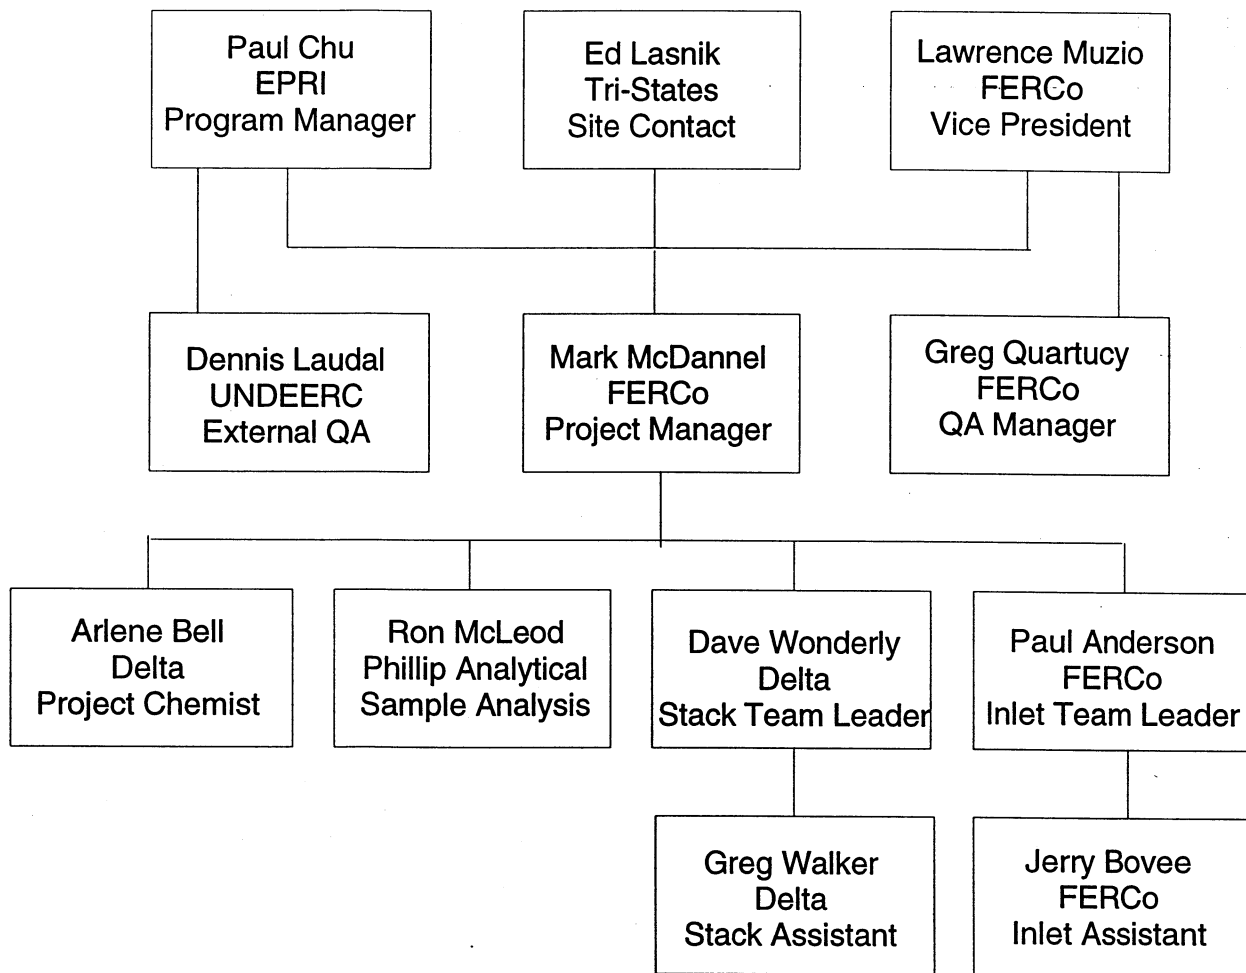 Paul Chu
EPRI
Program Manager
Ed Lasnik
Tri-States
Site Contact
Lawrence Muzio
FERCo
Vice President
Dennis Laudal
UNDEERC
External QA
Mark McDannel
FERCo
Project Manager
Greg Quartucy
FERCo
QA Manager
Arlene Bell
Delta
Project Chemist
Ron McLeod
Phillip Analytical
Sample Analysis
Dave Wonderly
Delta
Stack Team Leader
Paul Anderson
FERCo
Inlet Team Leader
Greg Walker
Delta
Stack Assistant
Jerry Bovee
FERCo
Inlet Assistant